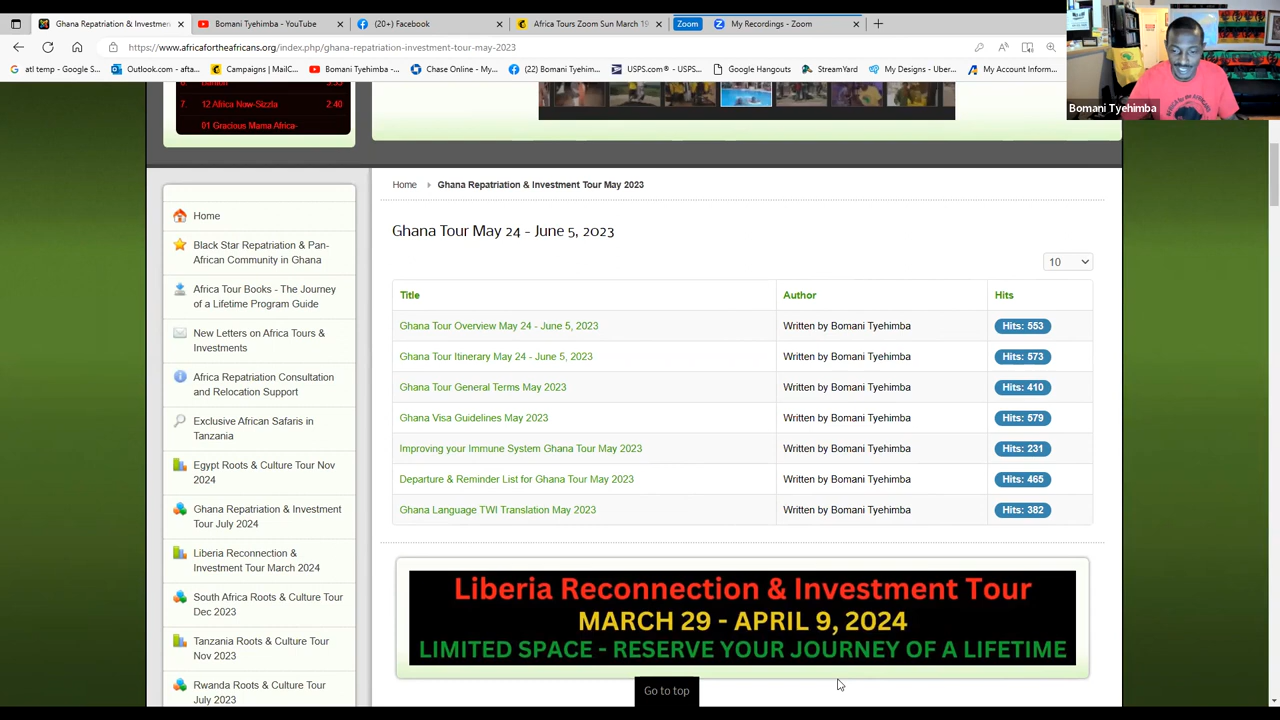 Ghana Repatriation & Investmen
Bomani Tyehimba - YouTube
(20+) Facebook
Africa Tours Zoom Sun March 19
Zoom
My Recordings - Zoom
https://www.africafortheafricans.org/index.php/ghana-repatriation-investment-tour-may-2023
atl temp - Google S...
Outlook.com - afta...
Campaigns | MailC...
Bomani Tyehimba -...
Chase Online - My...
(22) Bomani Tyehim...
USPS.com® - USPS...
Google Hangouts
StreamYard
My Designs - Uber...
My Account Inform...
Bomani Tyehimba
7. 12 Africa Now-Sizzla 2.40
01 Gracious Mama Africa-
Home
Black Star Repatriation & Pan-
African Community in Ghana
Africa Tour Books - The Journey
of a Lifetime Program Guide
New Letters on Africa Tours &
Investments
Africa Repatriation Consultation
and Relocation Support
Exclusive African Safaris in
Tanzania
Egypt Roots & Culture Tour Nov
2024
Ghana Repatriation & Investment
Tour July 2024
Liberia Reconnection &
Investment Tour March 2024
South Africa Roots & Culture Tour
Dec 2023
Tanzania Roots & Culture Tour
Nov 2023
Rwanda Roots & Culture Tour
July 2023
Home Ghana Repatriation & Investment Tour May 2023
Ghana Tour May 24 - June 5, 2023
10
Title Author Hits
Ghana Tour Overview May 24 - June 5, 2023 Written by Bomani Tyehimba Hits: 553
Ghana Tour Itinerary May 24 - June 5, 2023 Written by Bomani Tyehimba Hits: 573
Ghana Tour General Terms May 2023 Written by Bomani Tyehimba Hits: 410
Ghana Visa Guidelines May 2023 Written by Bomani Tyehimba Hits: 579
Improving your Immune System Ghana Tour May 2023 Written by Bomani Tyehimba Hits: 231
Departure & Reminder List for Ghana Tour May 2023 Written by Bomani Tyehimba Hits: 465
Ghana Language TWI Translation May 2023 Written by Bomani Tyehimba Hits: 382
Liberia Reconnection & Investment Tour
MARCH 29 - APRIL 9, 2024
LIMITED SPACE - RESERVE YOUR JOURNEY OF A LIFETIME
Go to top